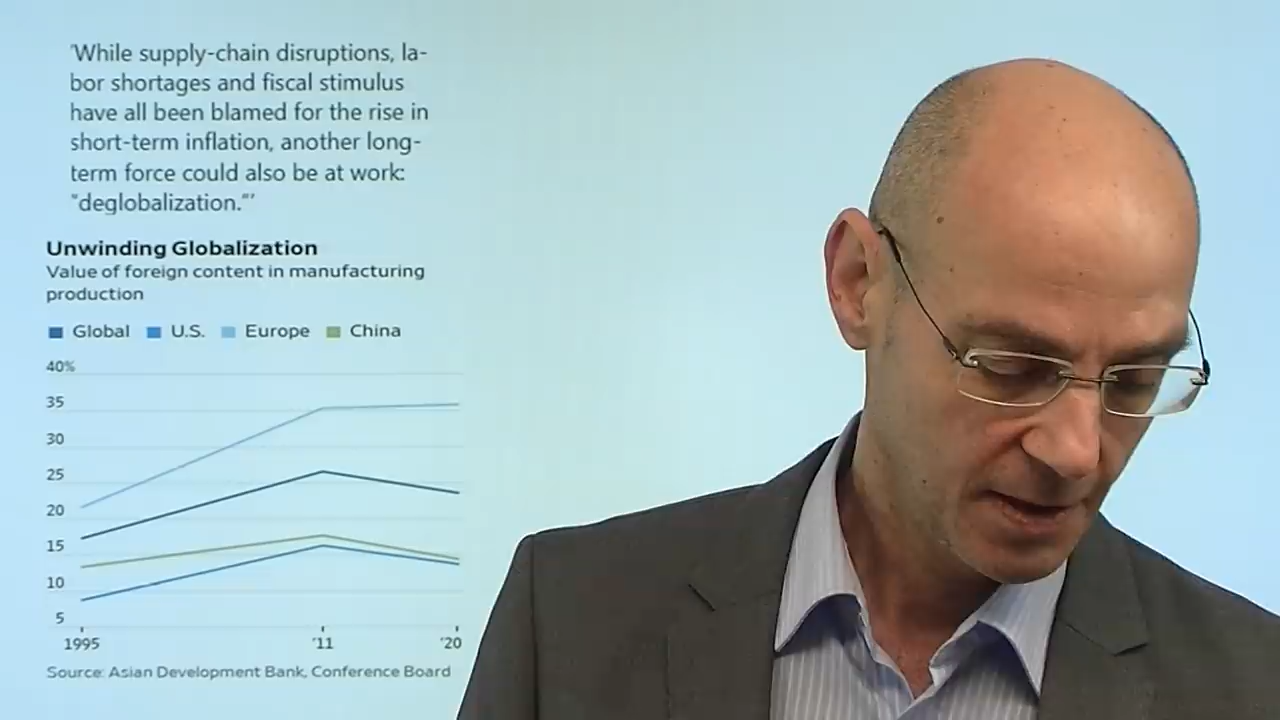 'While supply-chain disruptions, la-
bor shortages and fiscal stimulus
have all been blamed for the rise in
short-term inflation, another long-
term force could also be at work:
"deglobalization."'
Unwinding Globalization
Value of foreign content in manufacturing
production
Global U.S. Europe China
40%
35
30
25
20
15
10
5
1995 '11 '20
Source: Asian Development Bank, Conference Board